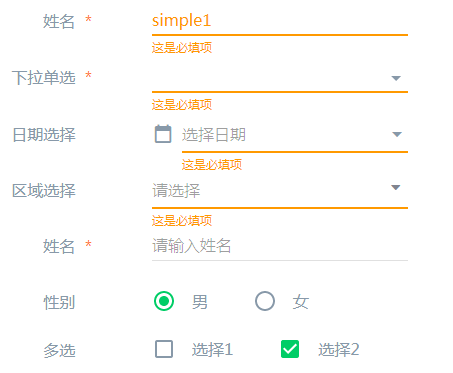 姓名 * simple1
这是必填项
下拉单选 *
这是必填项
日期选择 选择日期
这是必填项
区域选择 请选择
这是必填项
姓名 * 请输入姓名
性别 男 女
多选 选择1 选择2